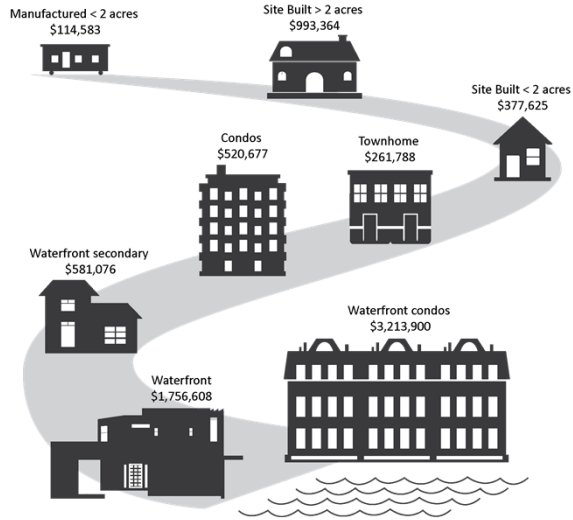 Manufactured < 2 acres
$114,583
Site Built > 2 acres
$993,364
Site Built < 2 acres
$377,625
Condos
$520,677
Townhome
$261,788
Waterfront secondary
$581,076
Waterfront condos
$3,213,900
Waterfront
$1,756,608